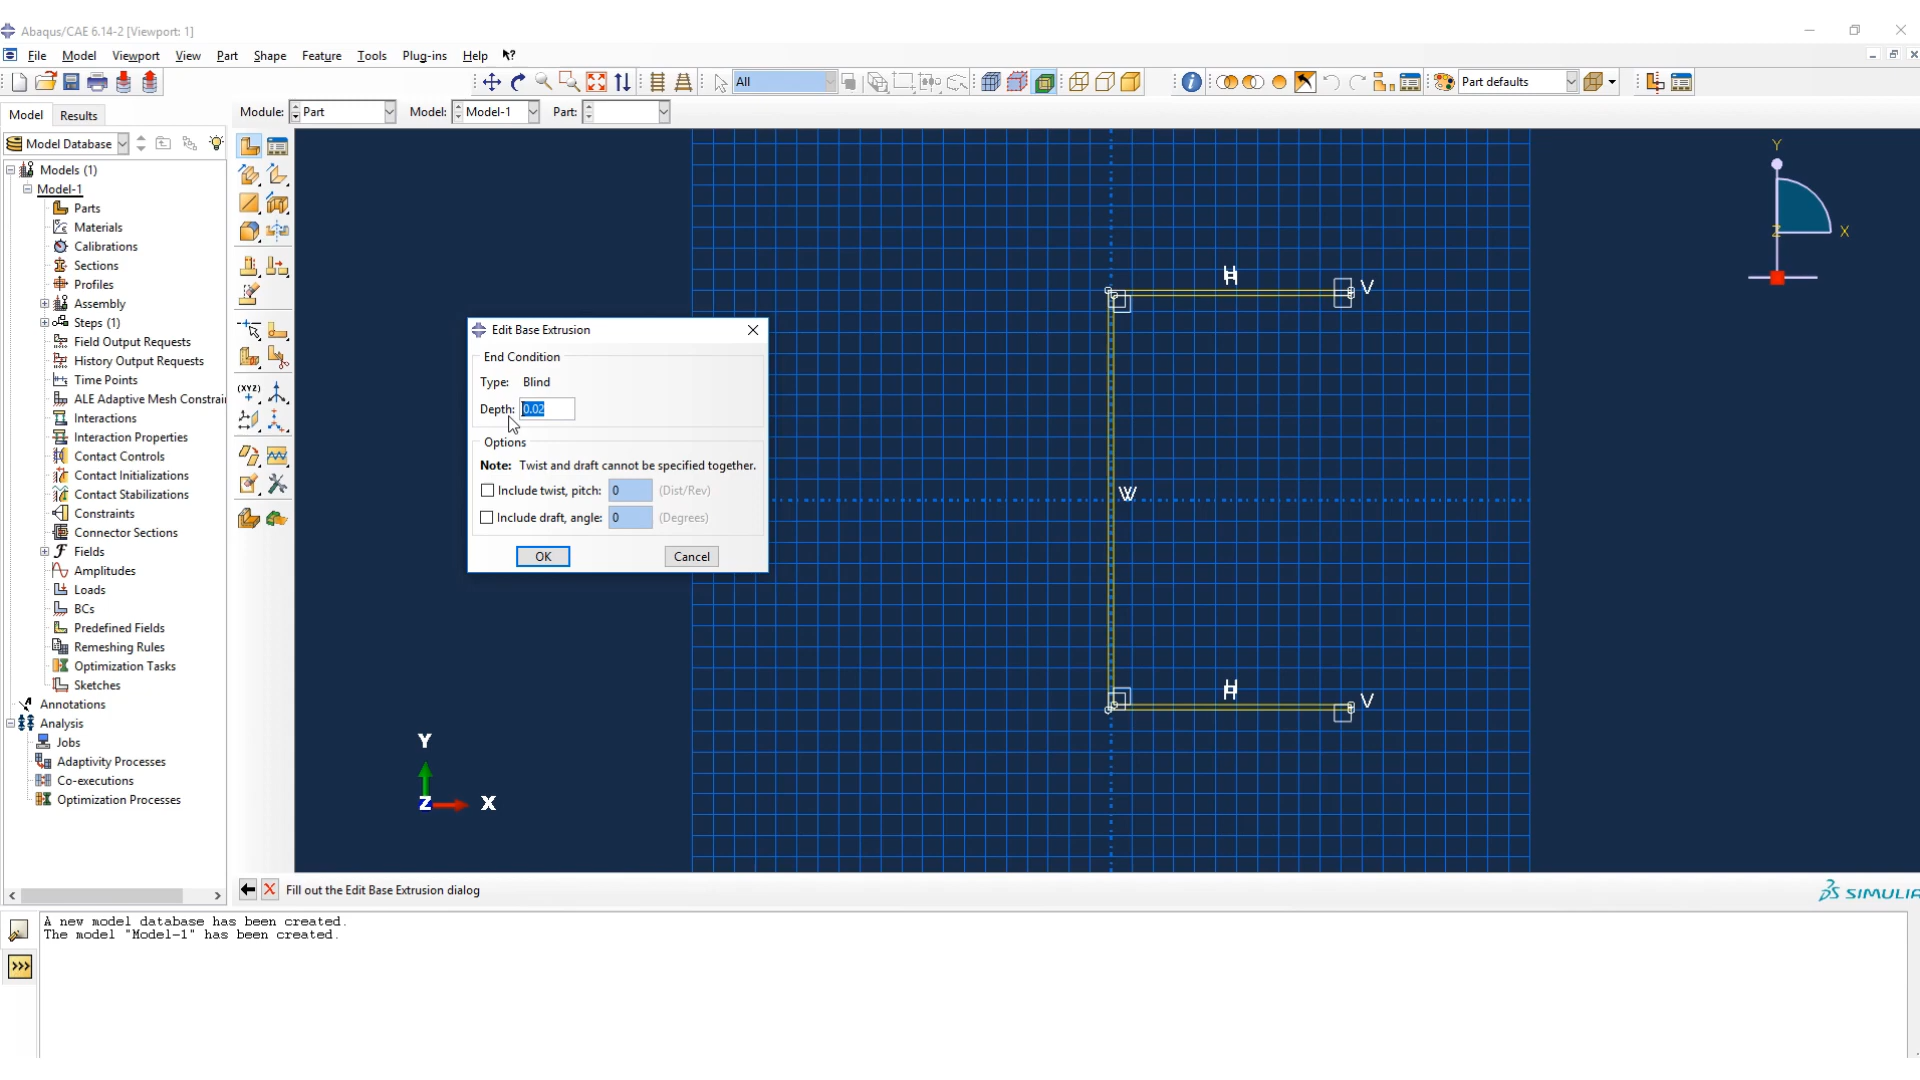 Abaqus/CAE 6.14-2 [Viewport: 1]
File Model Viewport View Part Shape Feature Tools Plug-ins Help
All Part defaults
Model Results Module: Part Model: Model-1 Part:
Model Database
Models (1)
Model-1
Parts
Materials
Calibrations
Sections
Profiles
Assembly
Steps (1)
Field Output Requests
History Output Requests
Time Points
ALE Adaptive Mesh Constrai
Interactions
Interaction Properties
Contact Controls
Contact Initializations
Contact Stabilizations
Constraints
Connector Sections
Fields
Amplitudes
Loads
BCs
Predefined Fields
Remeshing Rules
Optimization Tasks
Sketches
Annotations
Analysis
Jobs
Adaptivity Processes
Co-executions
Optimization Processes
(XYZ)
Edit Base Extrusion
End Condition
Type: Blind
Depth: 0.02
Options
Note: Twist and draft cannot be specified together.
Include twist, pitch: 0 (Dist/Rev)
Include draft, angle: 0 (Degrees)
OK Cancel
H
V
H
V
Y
Z X
Y
Z X
Fill out the Edit Base Extrusion dialog
SIMULIA
A new model database has been created.
The model "Model-1" has been created.
>>>